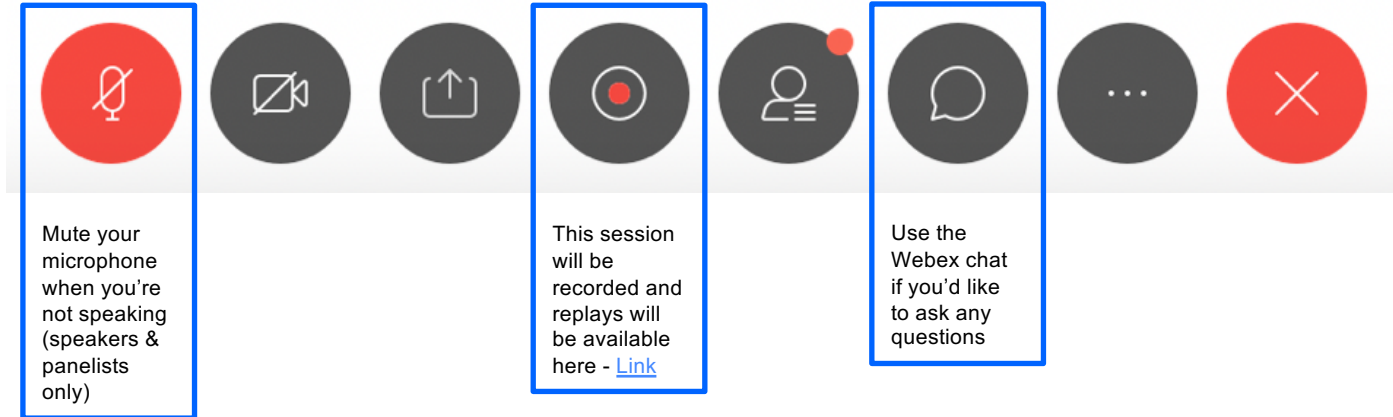 Mute your
microphone
when you’re
not speaking
(speakers &
panelists
only)
This session
will be
recorded and
replays will
be available
here - Link
Use the
Webex chat
if you’d like
to ask any
questions